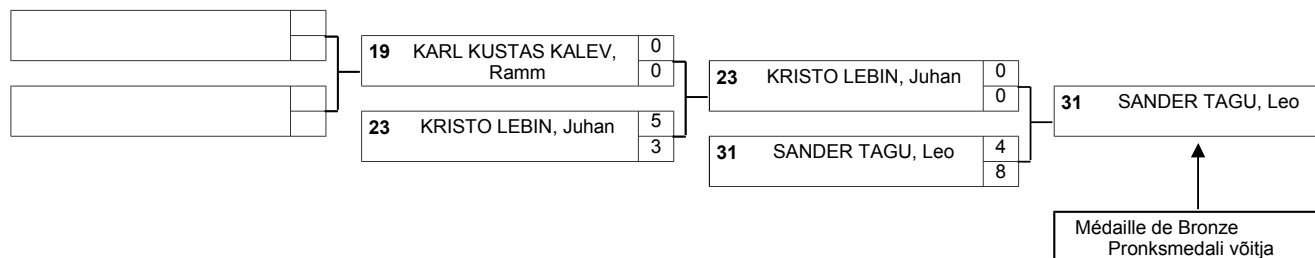 19 KARL KUSTAS KALEV,
Ramm
0
0
23 KRISTO LEBIN, Juhan
5
3
23 KRISTO LEBIN, Juhan
0
0
31 SANDER TAGU, Leo
4
8
31 SANDER TAGU, Leo
Médaille de Bronze
Pronksmedali võitja